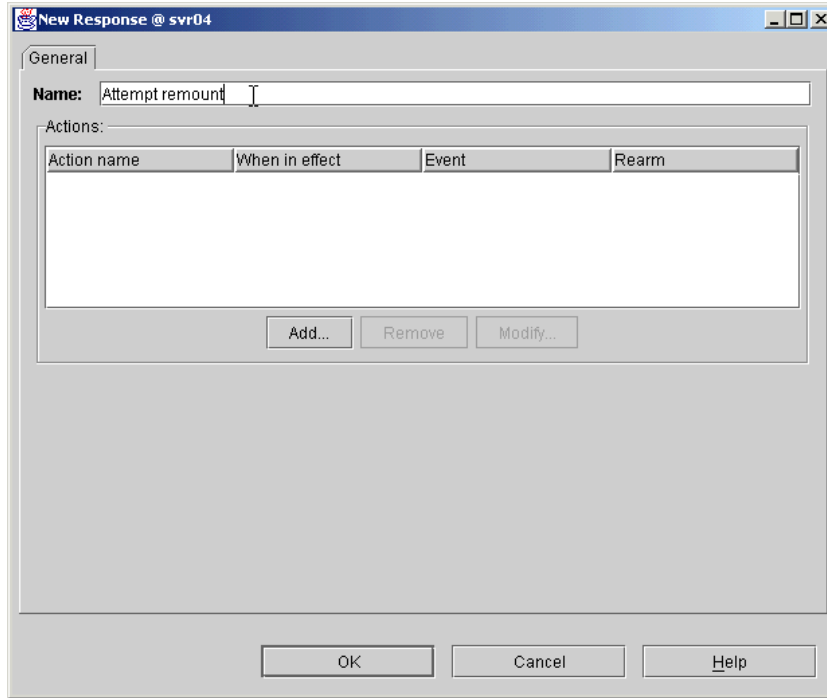 New Response @ svr04
General
Name: Attempt remount
Actions:
Action name When in effect Event Rearm
Add... Remove Modify...
OK Cancel Help